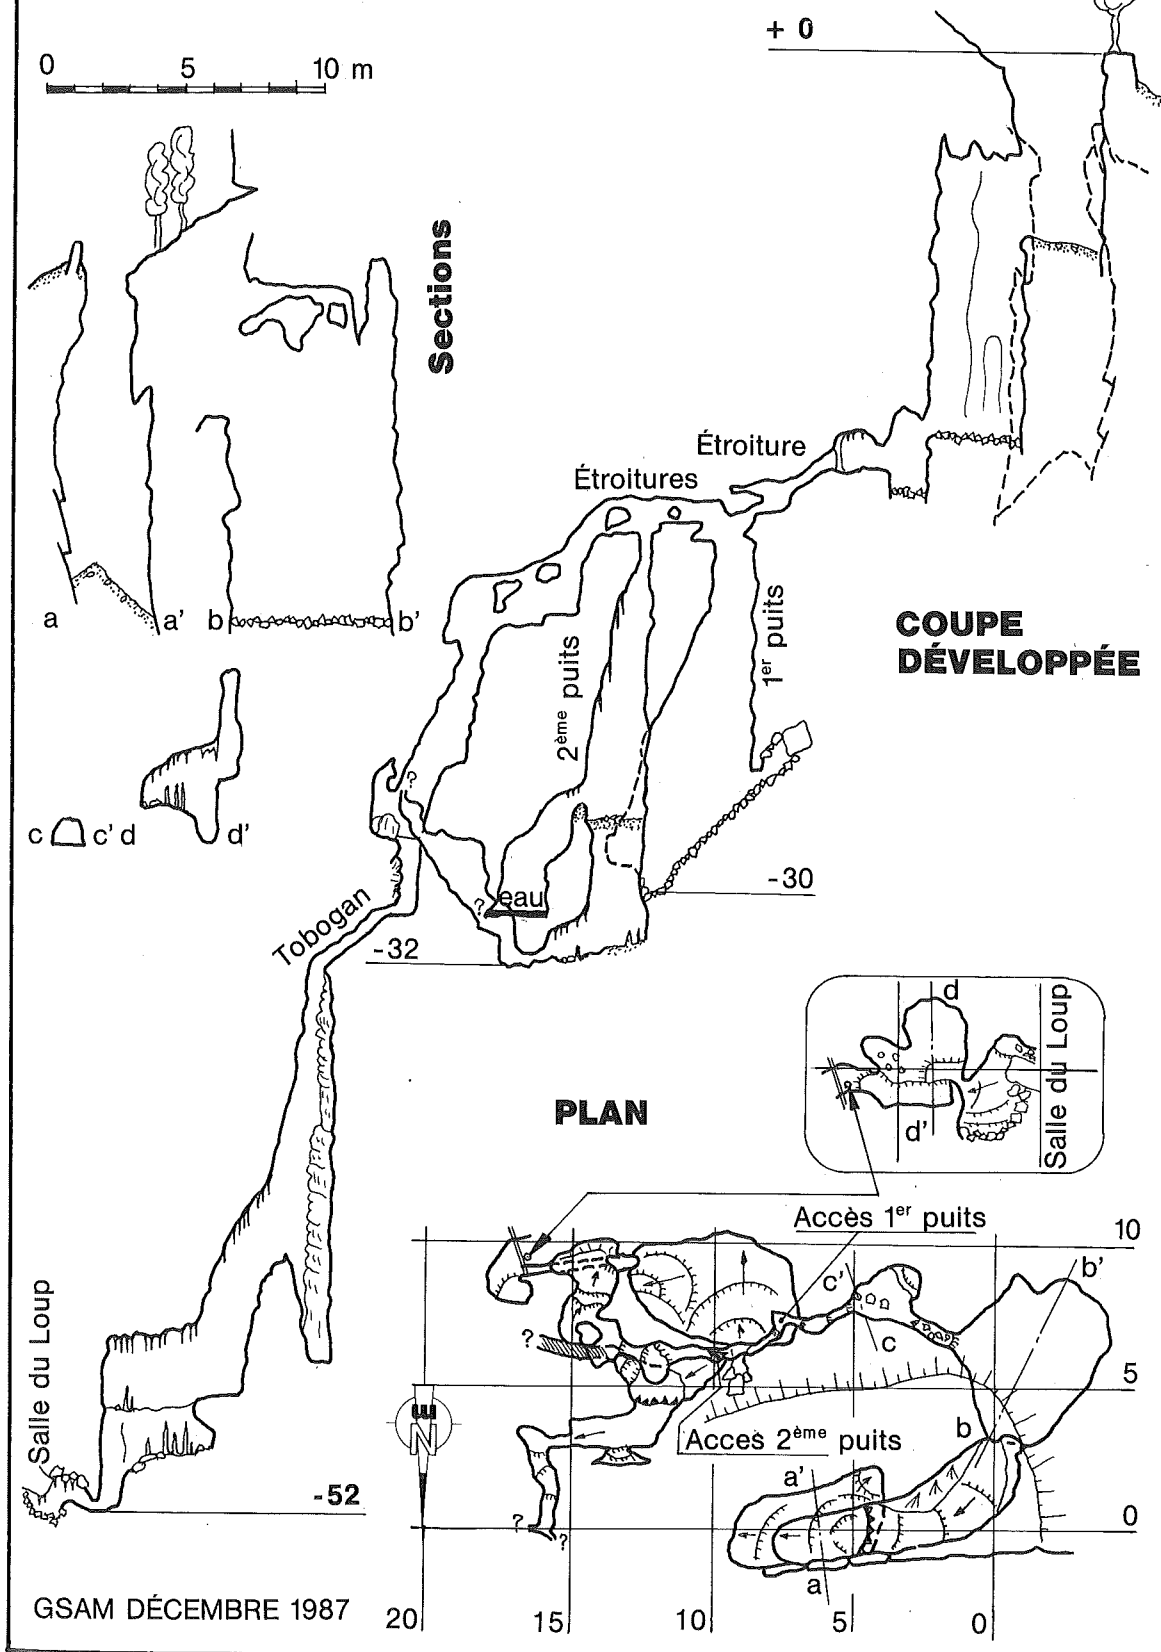 + 0
0 5 10 m
Sections
Étroiture
Étroitures
1er puits
2ème puits
COUPE
DÉVELOPPÉE
a a' b b'
c c' d d'
?
eau
?
-30
Tobogan
-32
Salle du Loup
-52
PLAN
d
d'
Salle du Loup
Accès 1er puits
10
b'
c'
c
?
5
N
Acces 2ème puits
b
a'
?
?
0
a
GSAM DÉCEMBRE 1987
20 15 10 5 0